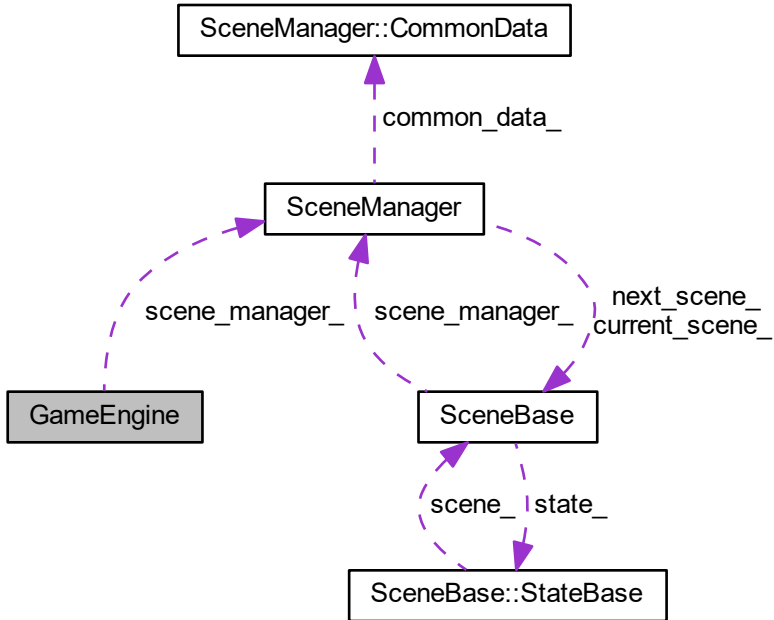 SceneManager::CommonData
common_data_
SceneManager
scene_manager_
scene_manager_
next_scene_
current_scene_
GameEngine
SceneBase
scene_
state_
SceneBase::StateBase